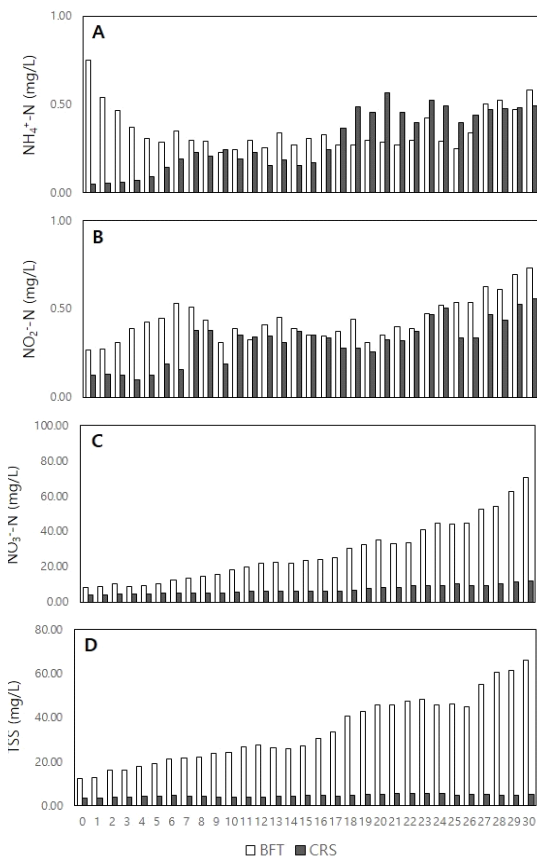 1.00
A
NH₄⁺-N (mg/L)
0.50
0.00
1.00
B
NO₂⁻-N (mg/L)
0.50
0.00
100.00
C
80.00
NO₃⁻-N (mg/L)
60.00
40.00
20.00
0.00
80.00
D
60.00
TSS (mg/L)
40.00
20.00
0.00
0 1 2 3 4 5 6 7 8 9 10 11 12 13 14 15 16 17 18 19 20 21 22 23 24 25 26 27 28 29 30
BFT CRS